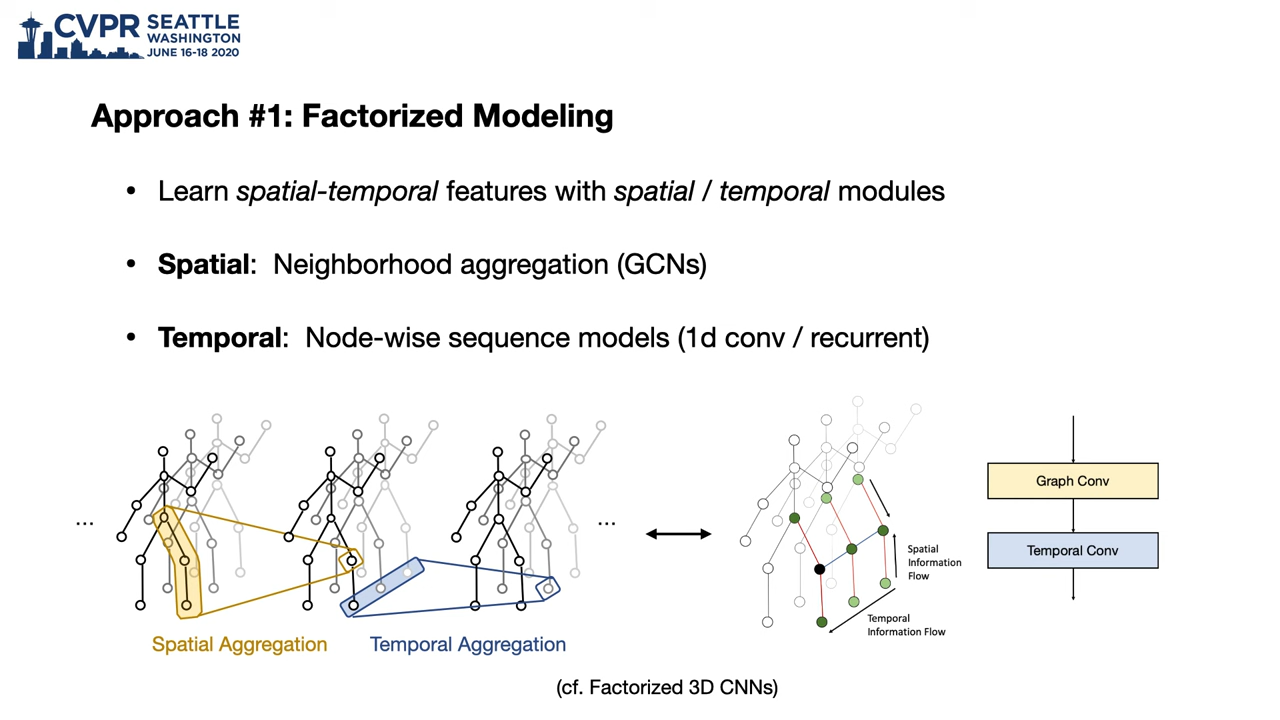 CVPR SEATTLE
WASHINGTON
JUNE 16-18 2020
Approach #1: Factorized Modeling
• Learn spatial-temporal features with spatial / temporal modules
• Spatial: Neighborhood aggregation (GCNs)
• Temporal: Node-wise sequence models (1d conv / recurrent)
...
...
Spatial Aggregation
Temporal Aggregation
Spatial
Information
Flow
Temporal
Information Flow
Graph Conv
Temporal Conv
(cf. Factorized 3D CNNs)